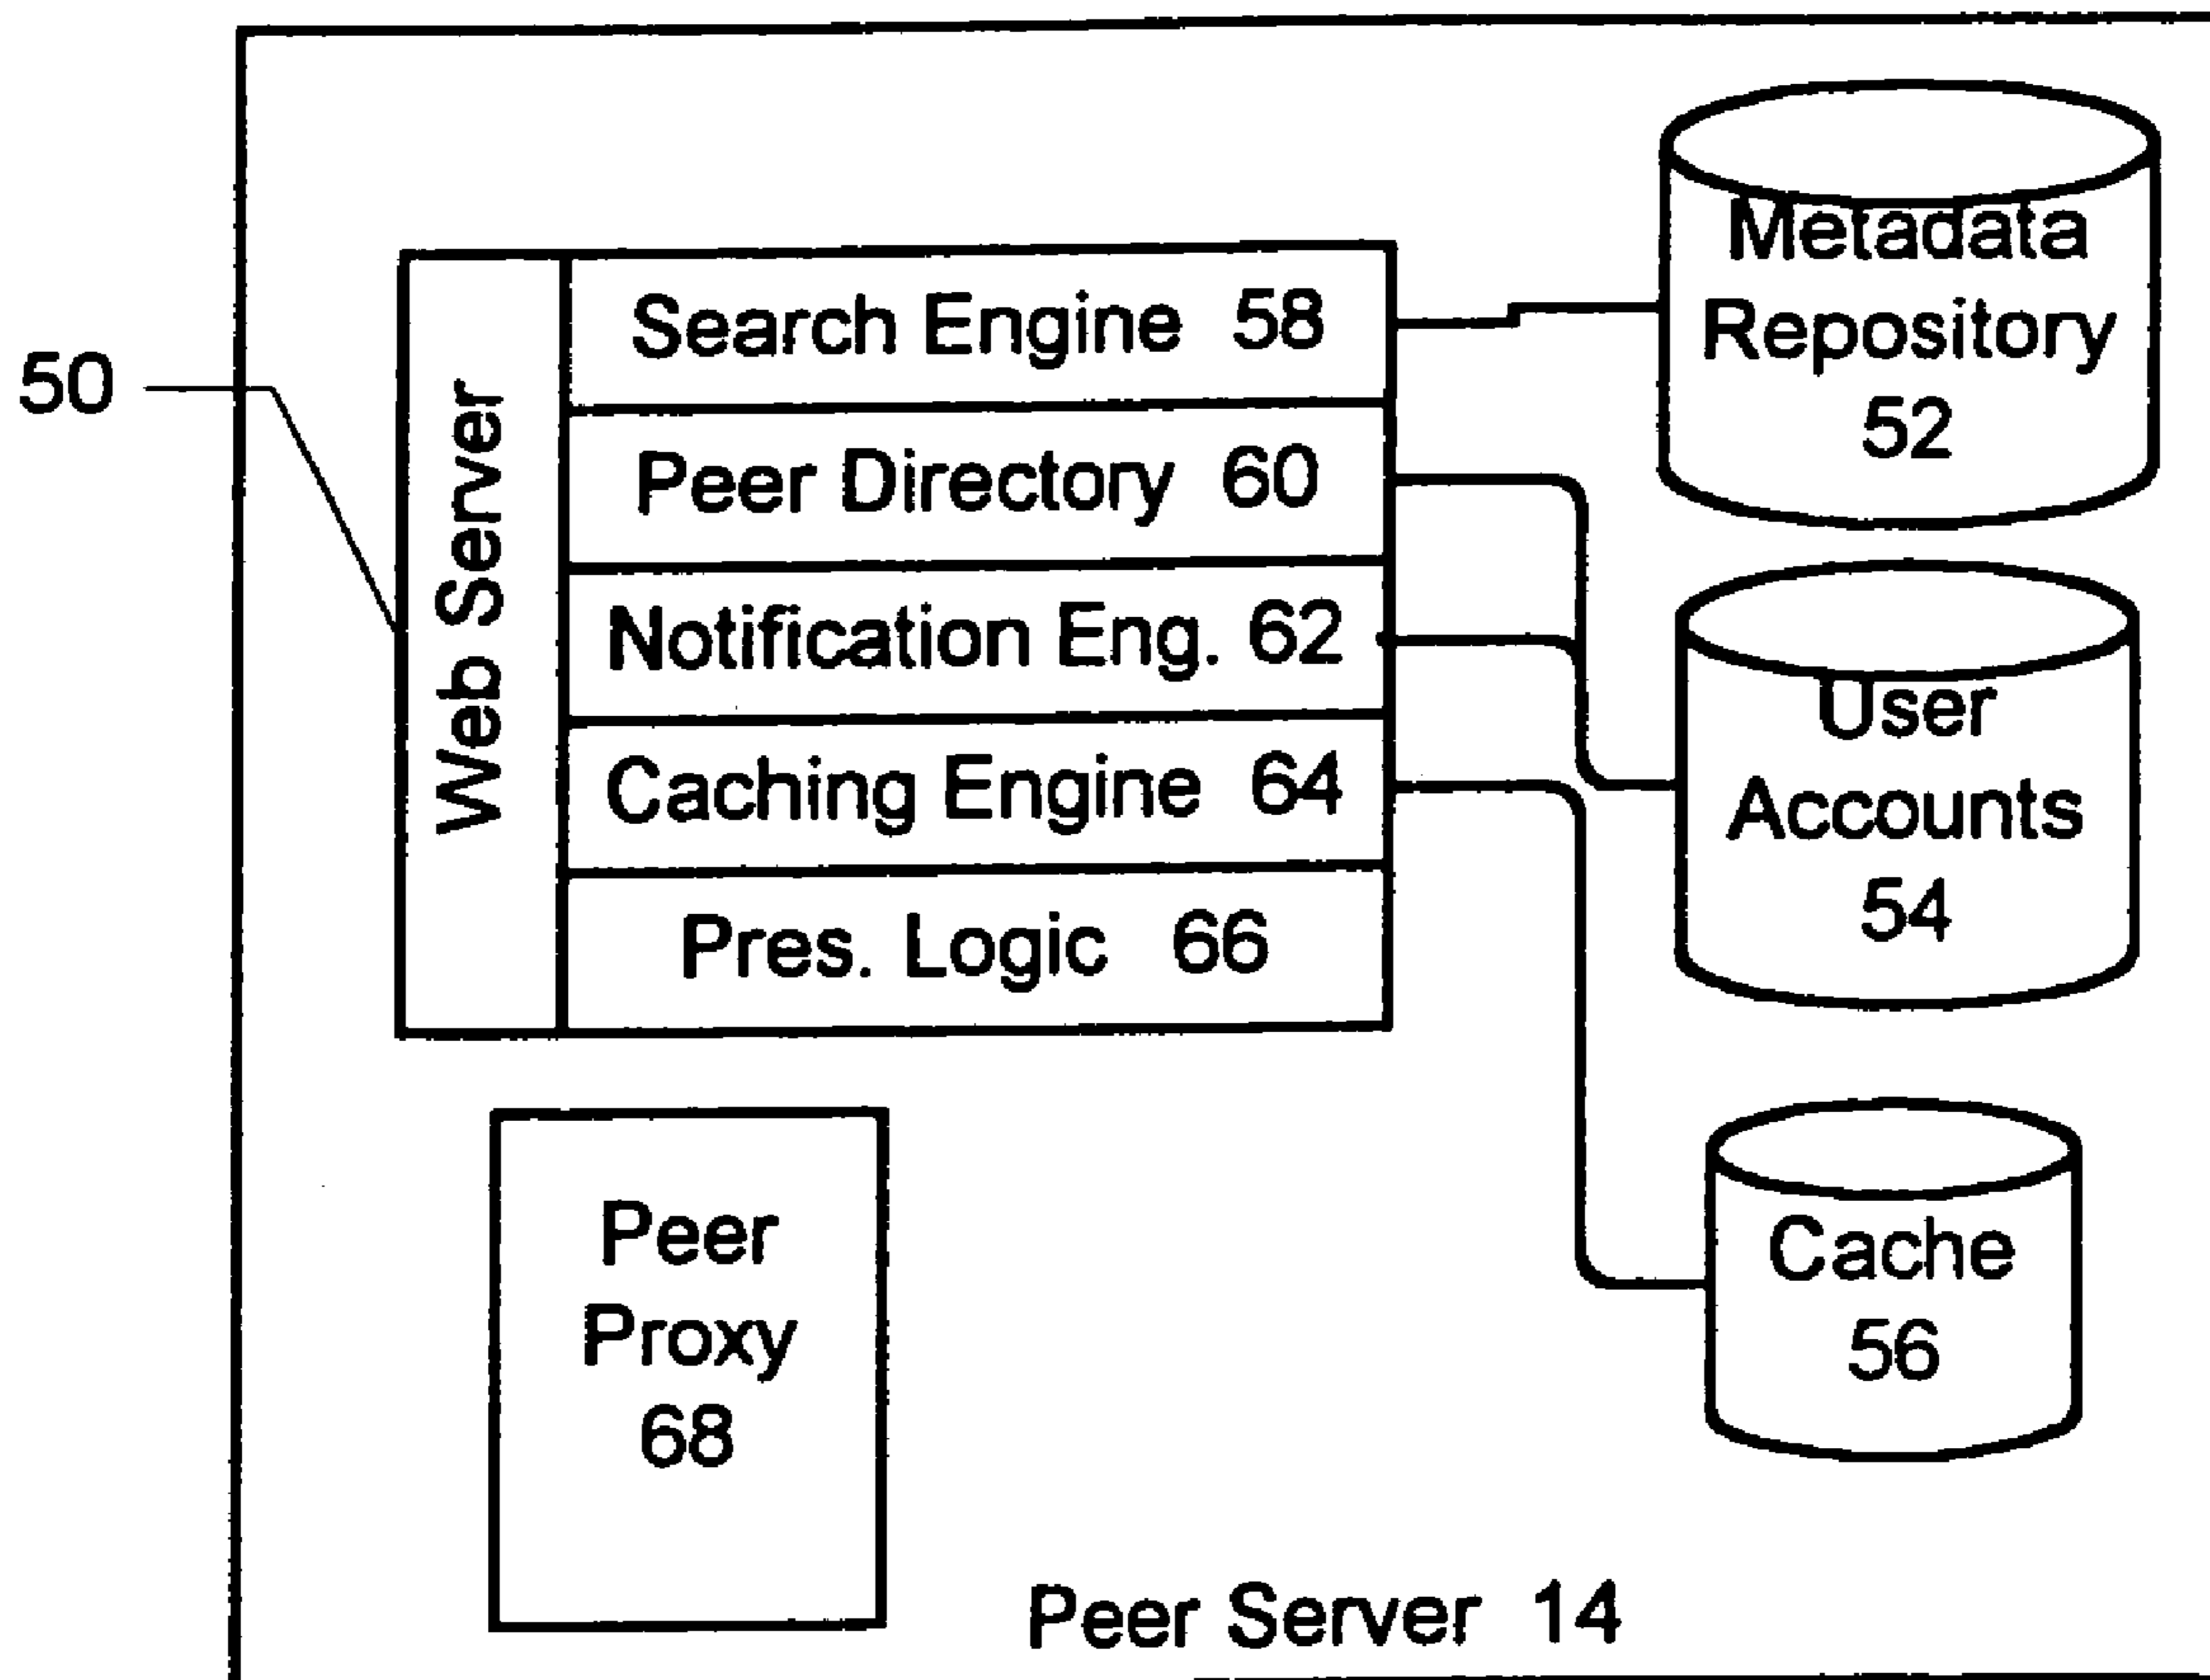 50
Web Server
Search Engine 58
Peer Directory 60
Notification Eng. 62
Caching Engine 64
Pres. Logic 66
Metadata
Repository
52
User
Accounts
54
Cache
56
Peer
Proxy
68
Peer Server 14